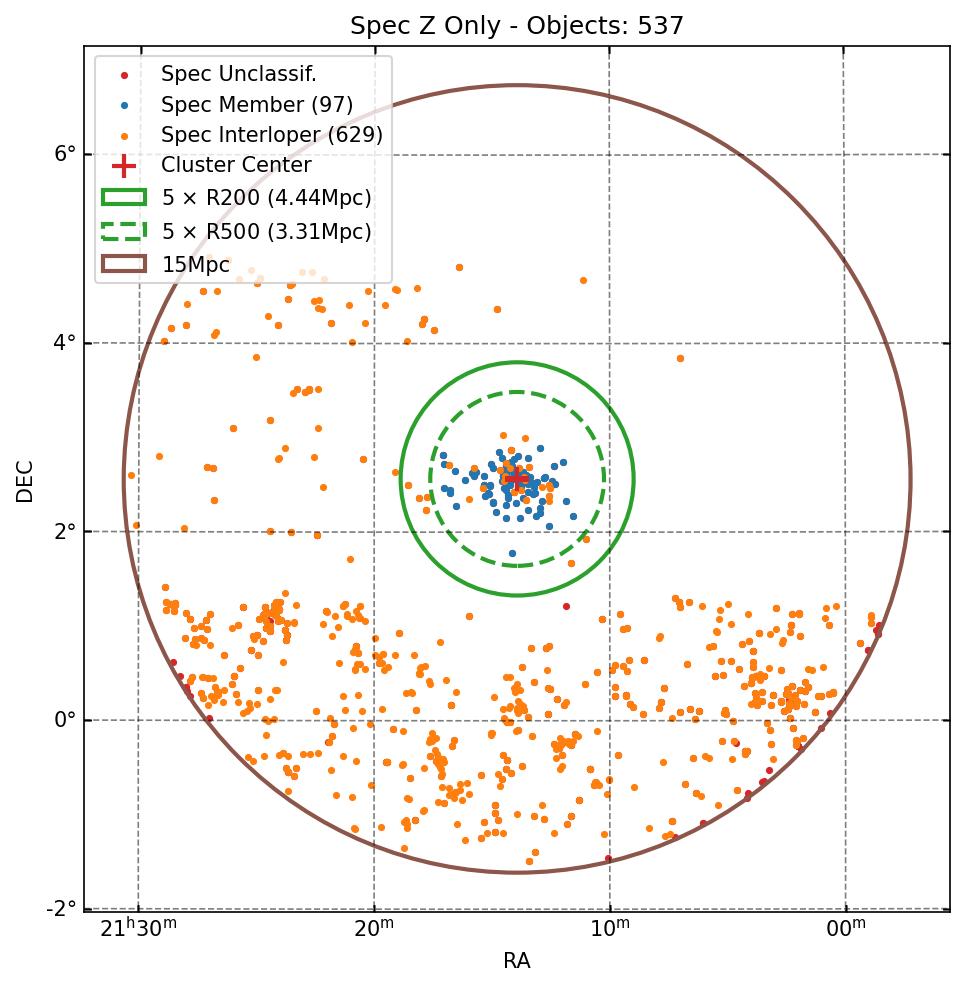 Spec Z Only - Objects: 537
Spec Unclassif.
Spec Member (97)
Spec Interloper (629)
Cluster Center
5 × R200 (4.44Mpc)
5 × R500 (3.31Mpc)
15Mpc
6°
4°
2°
0°
-2°
DEC
21ʰ30ᵐ 20ᵐ 10ᵐ 00ᵐ
RA